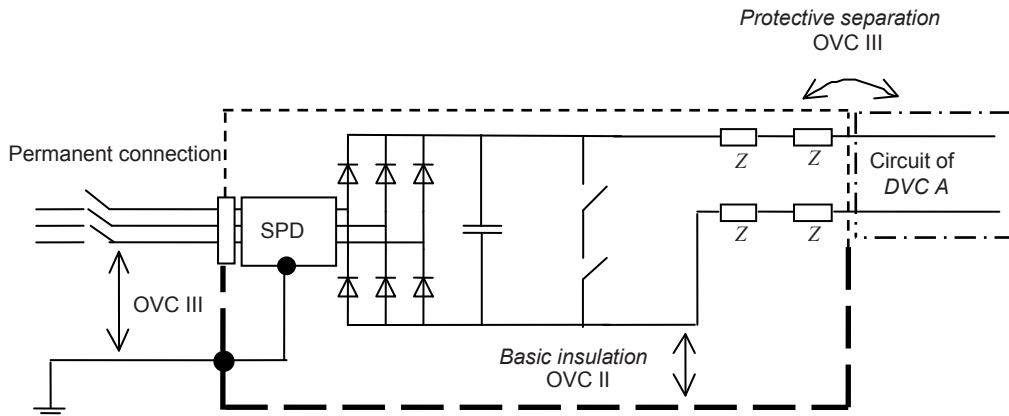 Protective separation
OVC III
Permanent connection
Z
Z
Circuit of
DVC A
SPD
Z
Z
OVC III
Basic insulation
OVC II